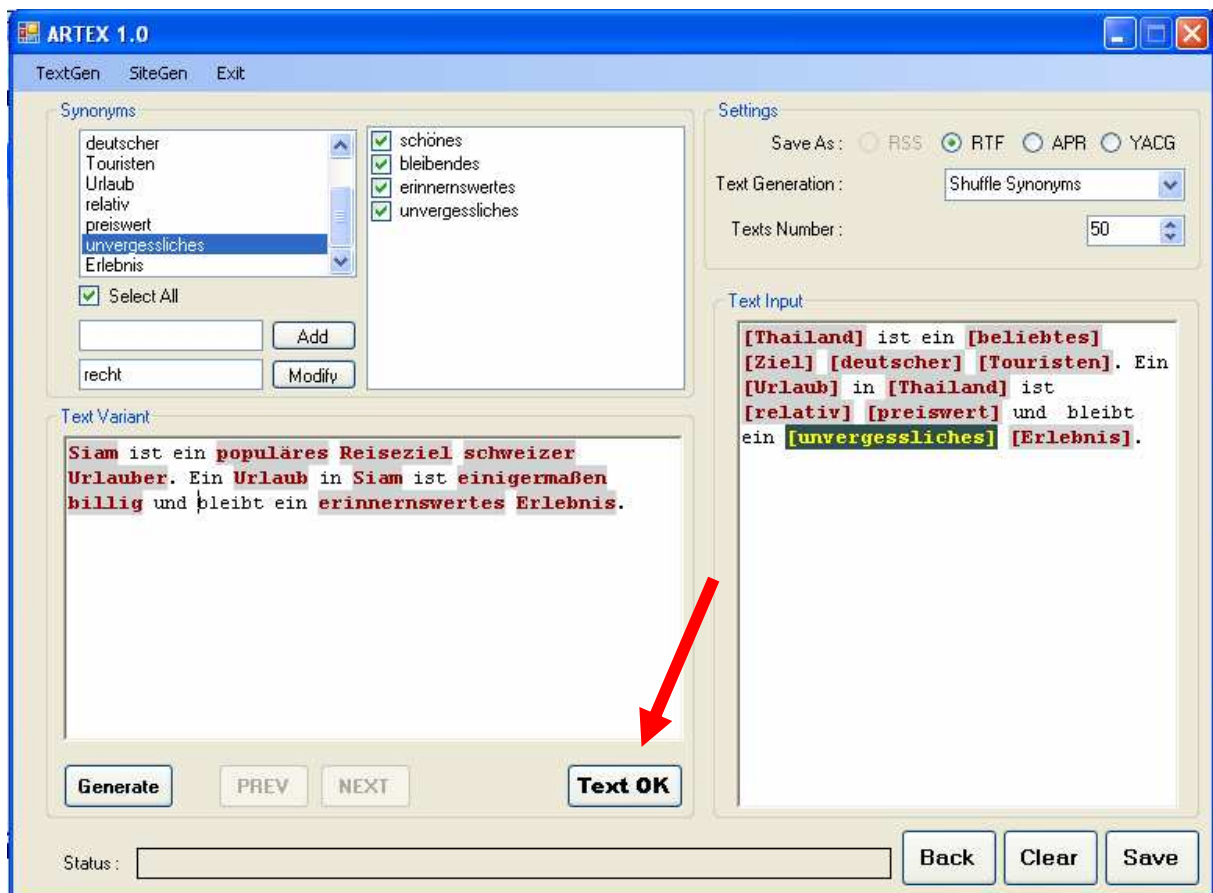 ARTEX 1.0
TextGen SiteGen Exit
Synonyms
deutscher
Touristen
Urlaub
relativ
preiswert
unvergessliches
Erlebnis
schönes
bleibendes
erinnernswertes
unvergessliches
Select All
Add
recht
Modify
Settings
Save As : RSS RTF APR YACG
Text Generation : Shuffle Synonyms
Texts Number : 50
Text Variant
Siam ist ein populäres Reiseziel schweizer
Urlauber. Ein Urlaub in Siam ist einigermaßen
billig und bleibt ein erinnernswertes Erlebnis.
Generate PREV NEXT Text OK
Text Input
[Thailand] ist ein [beliebtes]
[Ziel] [deutscher] [Touristen]. Ein
[Urlaub] in [Thailand] ist
[relativ] [preiswert] und bleibt
ein [unvergessliches] [Erlebnis].
Status :
Back Clear Save